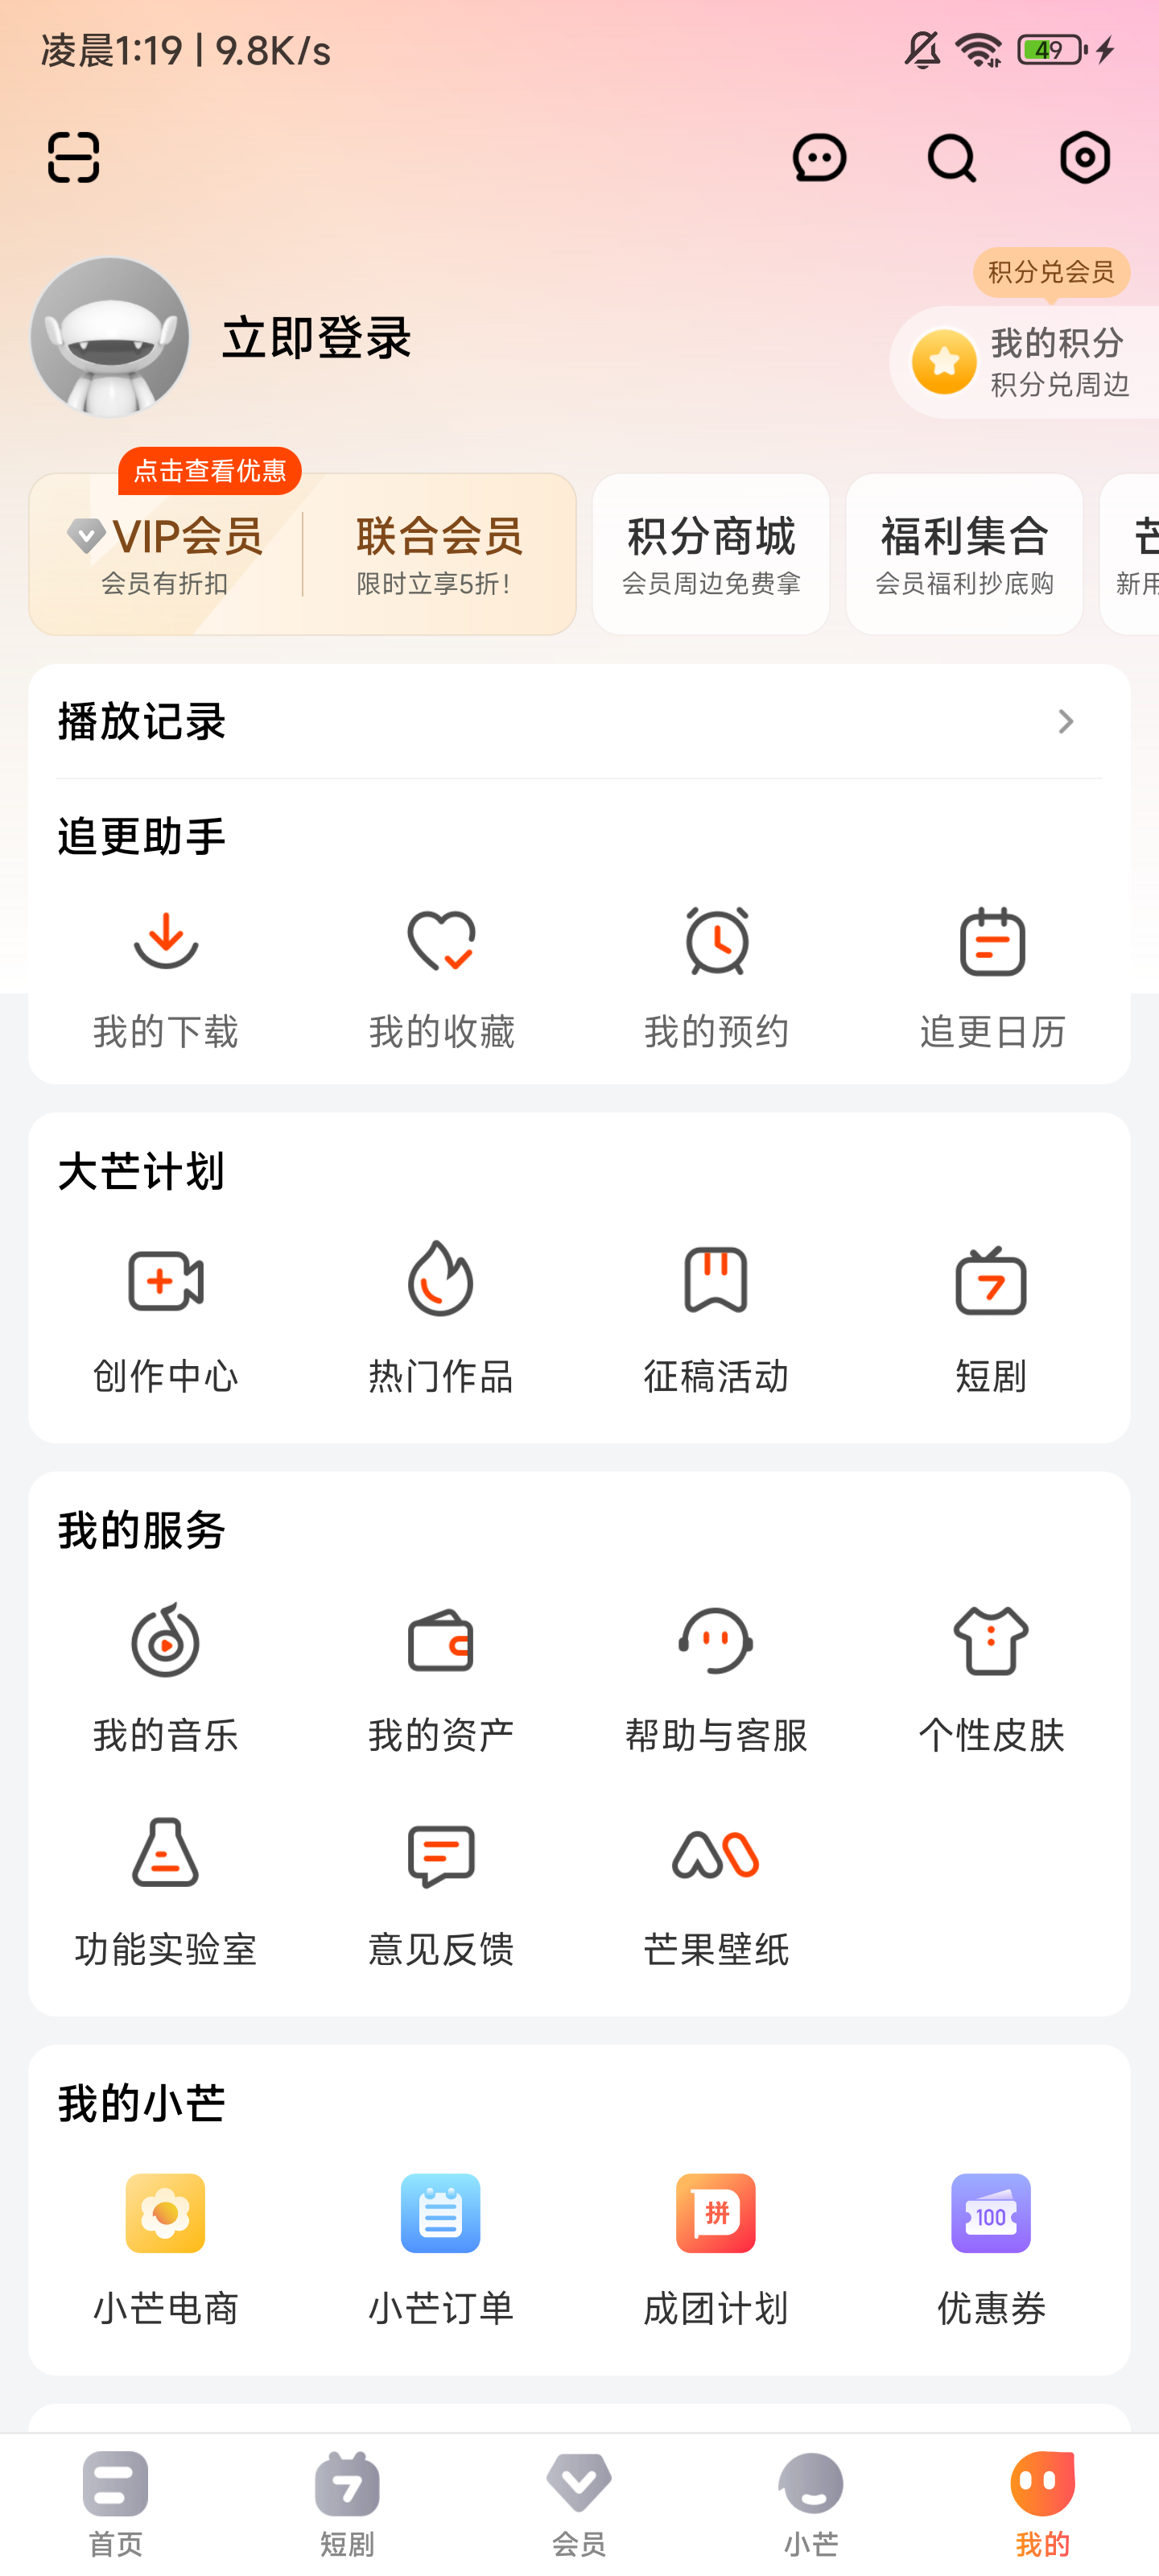 凌晨1:19 | 9.8K/s
49
积分兑会员
立即登录
我的积分
积分兑周边
点击查看优惠
VIP会员
会员有折扣
联合会员
限时立享5折!
积分商城
会员周边免费拿
福利集合
会员福利抄底购
新用
播放记录
追更助手
我的下载
我的收藏
我的预约
追更日历
大芒计划
创作中心
热门作品
征稿活动
短剧
我的服务
我的音乐
我的资产
帮助与客服
个性皮肤
功能实验室
意见反馈
芒果壁纸
我的小芒
拼
100
小芒电商
小芒订单
成团计划
优惠券
首页
短剧
会员
小芒
我的